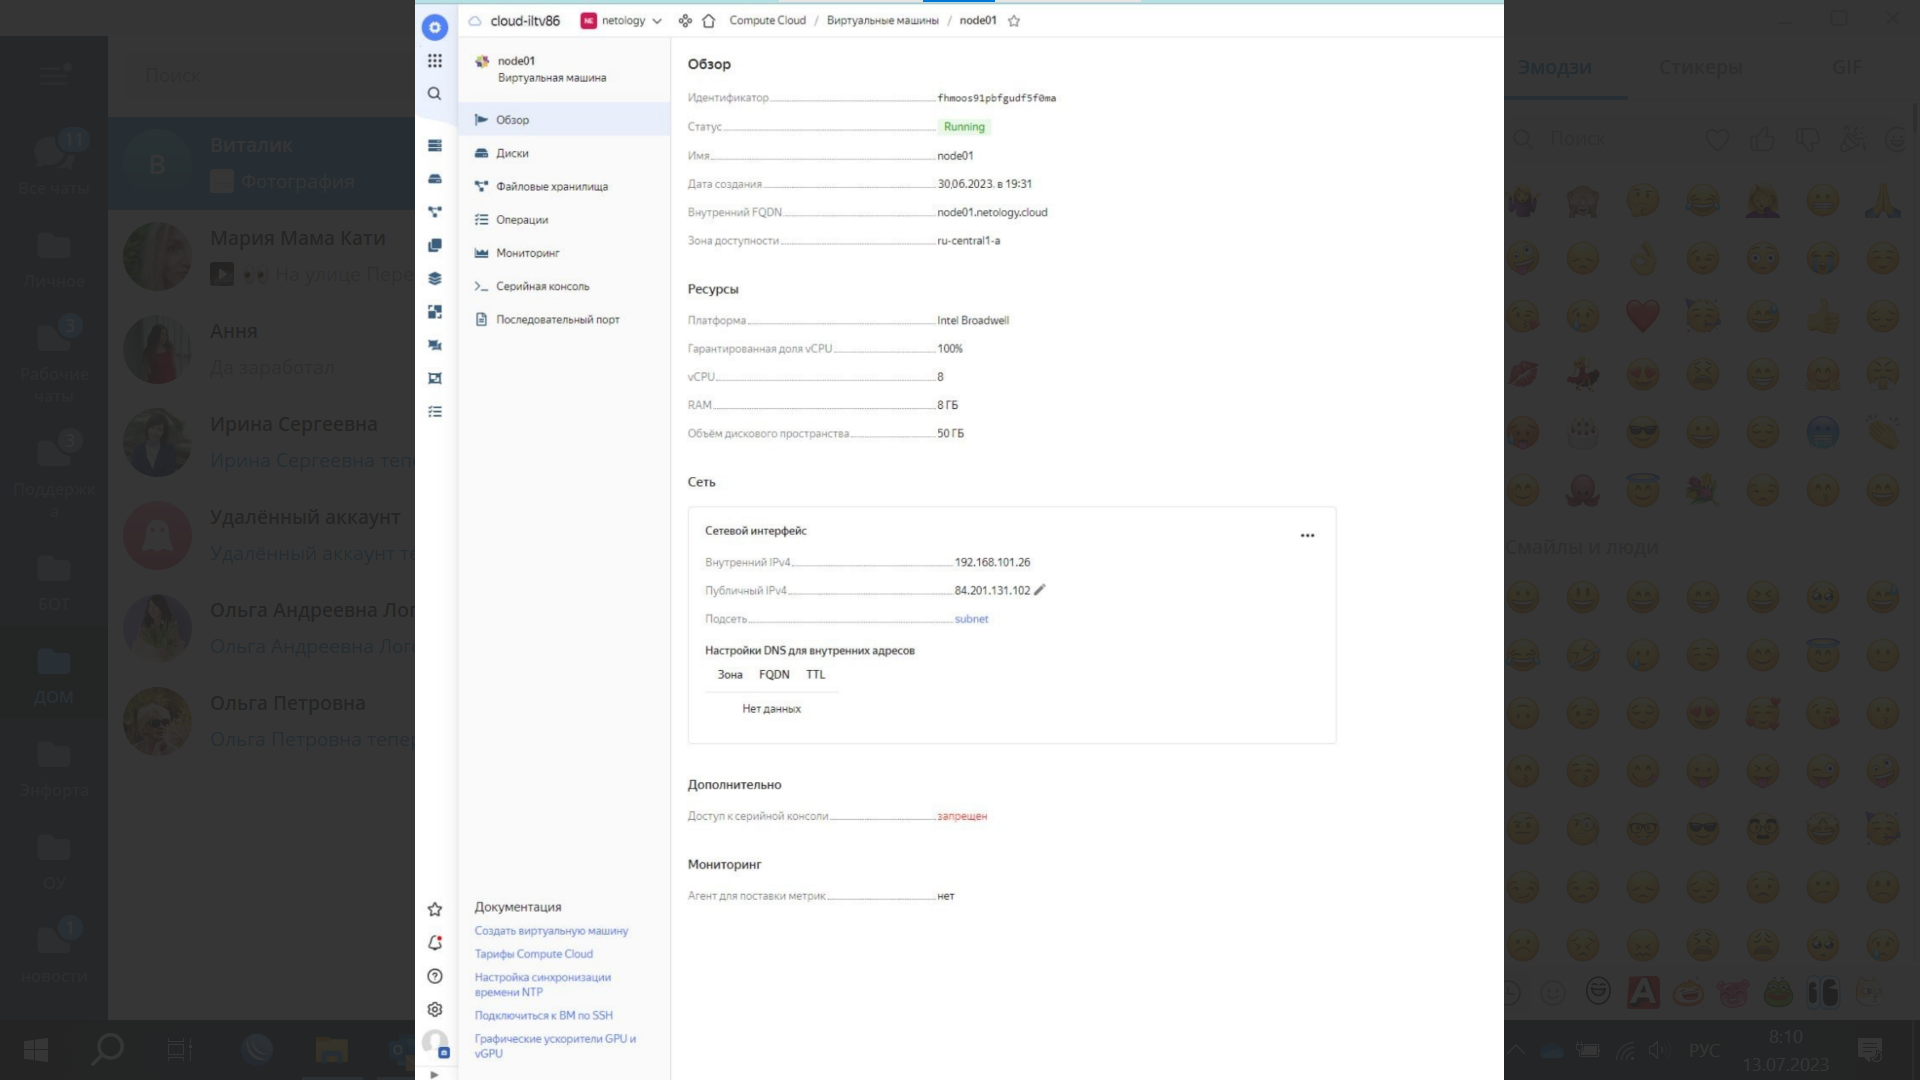 cloud-iltv86
netology
Compute Cloud / Виртуальные машины / node01
node01
Виртуальная машина
Обзор
Диски
Файловые хранилища
Операции
Мониторинг
Серийная консоль
Последовательный порт
Документация
Создать виртуальную машину
Тарифы Compute Cloud
Настройка синхронизации
времени NTP
Подключиться к ВМ по SSH
Графические ускорители GPU и
vGPU
Обзор
Идентификатор fhmoos91pbfgudf5f0ma
Статус Running
Имя node01
Дата создания 30.06.2023, в 19:31
Внутренний FQDN node01.netology.cloud
Зона доступности ru-central1-a
Ресурсы
Платформа Intel Broadwell
Гарантированная доля vCPU 100%
vCPU 8
RAM 8 ГБ
Объём дискового пространства 50 ГБ
Сеть
Сетевой интерфейс
Внутренний IPv4 192.168.101.26
Публичный IPv4 84.201.131.102
Подсеть subnet
Настройки DNS для внутренних адресов
Зона FQDN TTL
Нет данных
Дополнительно
Доступ к серийной консоли запрещен
Мониторинг
Агент для поставки метрик нет
Поиск
11
Все чаты
Личное
3
Рабочие
чаты
3
Поддержк
а
БОТ
ДОМ
Энфорта
ОУ
1
новости
В
Виталик
Фотография
Мария Мама Кати
На улице Пере
Ання
Да заработал
Ирина Сергеевна
Ирина Сергеевна теп
Удалённый аккаунт
Удалённый аккаунт т
Ольга Андреевна Лог
Ольга Андреевна Лог
Ольга Петровна
Ольга Петровна тепе
Эмодзи
Стикеры
GIF
Поиск
Смайлы и люди
РУС
8:10
13.07.2023